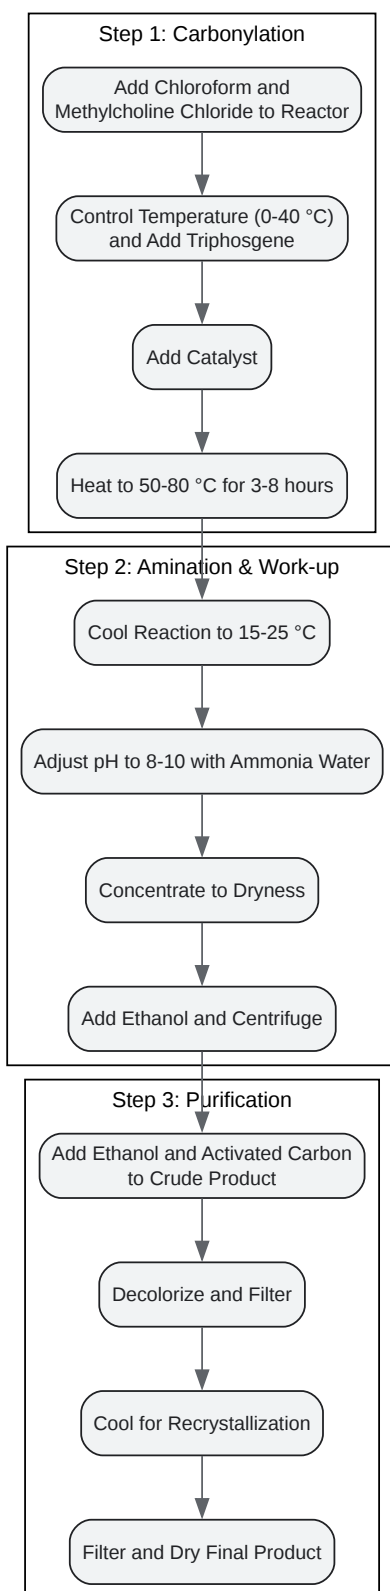 Step 1: Carbonylation
Add Chloroform and
Methylcholine Chloride to Reactor
Control Temperature (0-40 °C)
and Add Triphosgene
Add Catalyst
Heat to 50-80 °C for 3-8 hours
Step 2: Amination & Work-up
Cool Reaction to 15-25 °C
Adjust pH to 8-10 with Ammonia Water
Concentrate to Dryness
Add Ethanol and Centrifuge
Step 3: Purification
Add Ethanol and Activated Carbon
to Crude Product
Decolorize and Filter
Cool for Recrystallization
Filter and Dry Final Product